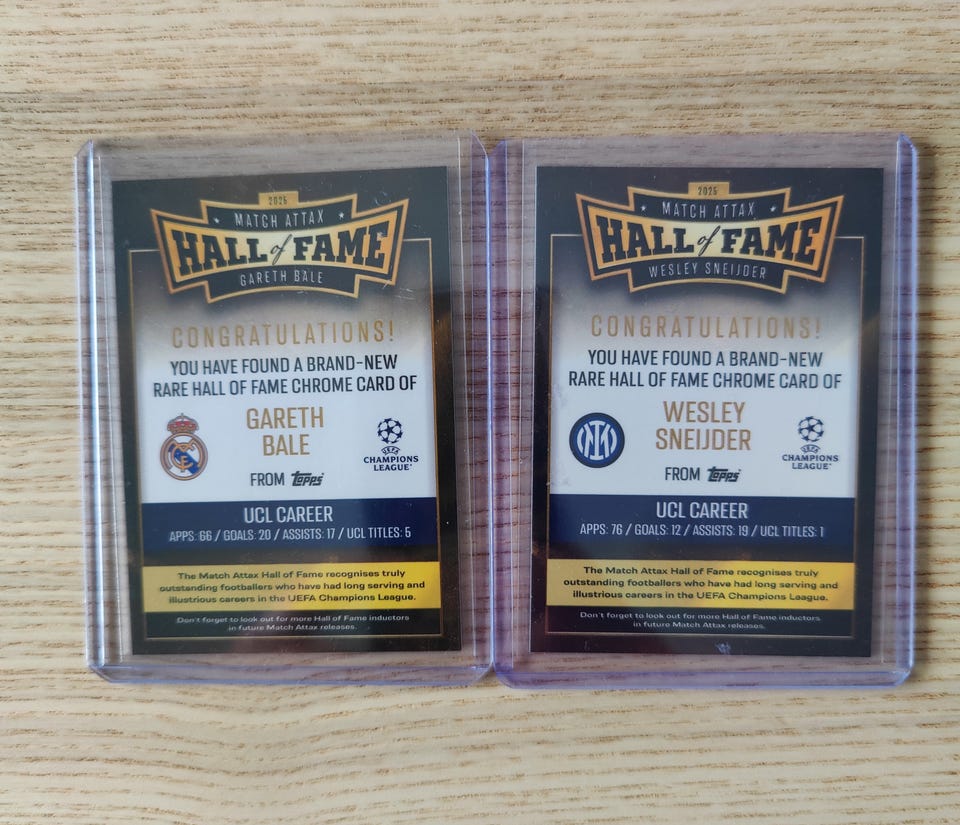 2025
MATCH ATTAX
HALL of FAME
GARETH BALE
CONGRATULATIONS!
YOU HAVE FOUND A BRAND-NEW
RARE HALL OF FAME CHROME CARD OF
GARETH
BALE
UEFA
CHAMPIONS
LEAGUE
FROM Topps
UCL CAREER
APPS: 66 / GOALS: 20 / ASSISTS: 17 / UCL TITLES: 5
The Match Attax Hall of Fame recognises truly
outstanding footballers who have had long serving and
illustrious careers in the UEFA Champions League.
Don't forget to look out for more Hall of Fame inductors
in future Match Attax releases.
2025
MATCH ATTAX
HALL of FAME
WESLEY SNEIJDER
CONGRATULATIONS!
YOU HAVE FOUND A BRAND-NEW
RARE HALL OF FAME CHROME CARD OF
WESLEY
SNEIJDER
UEFA
CHAMPIONS
LEAGUE
FROM Topps
UCL CAREER
APPS: 76 / GOALS: 12 / ASSISTS: 19 / UCL TITLES: 1
The Match Attax Hall of Fame recognises truly
outstanding footballers who have had long serving and
illustrious careers in the UEFA Champions League.
Don't forget to look out for more Hall of Fame inductors
in future Match Attax releases.